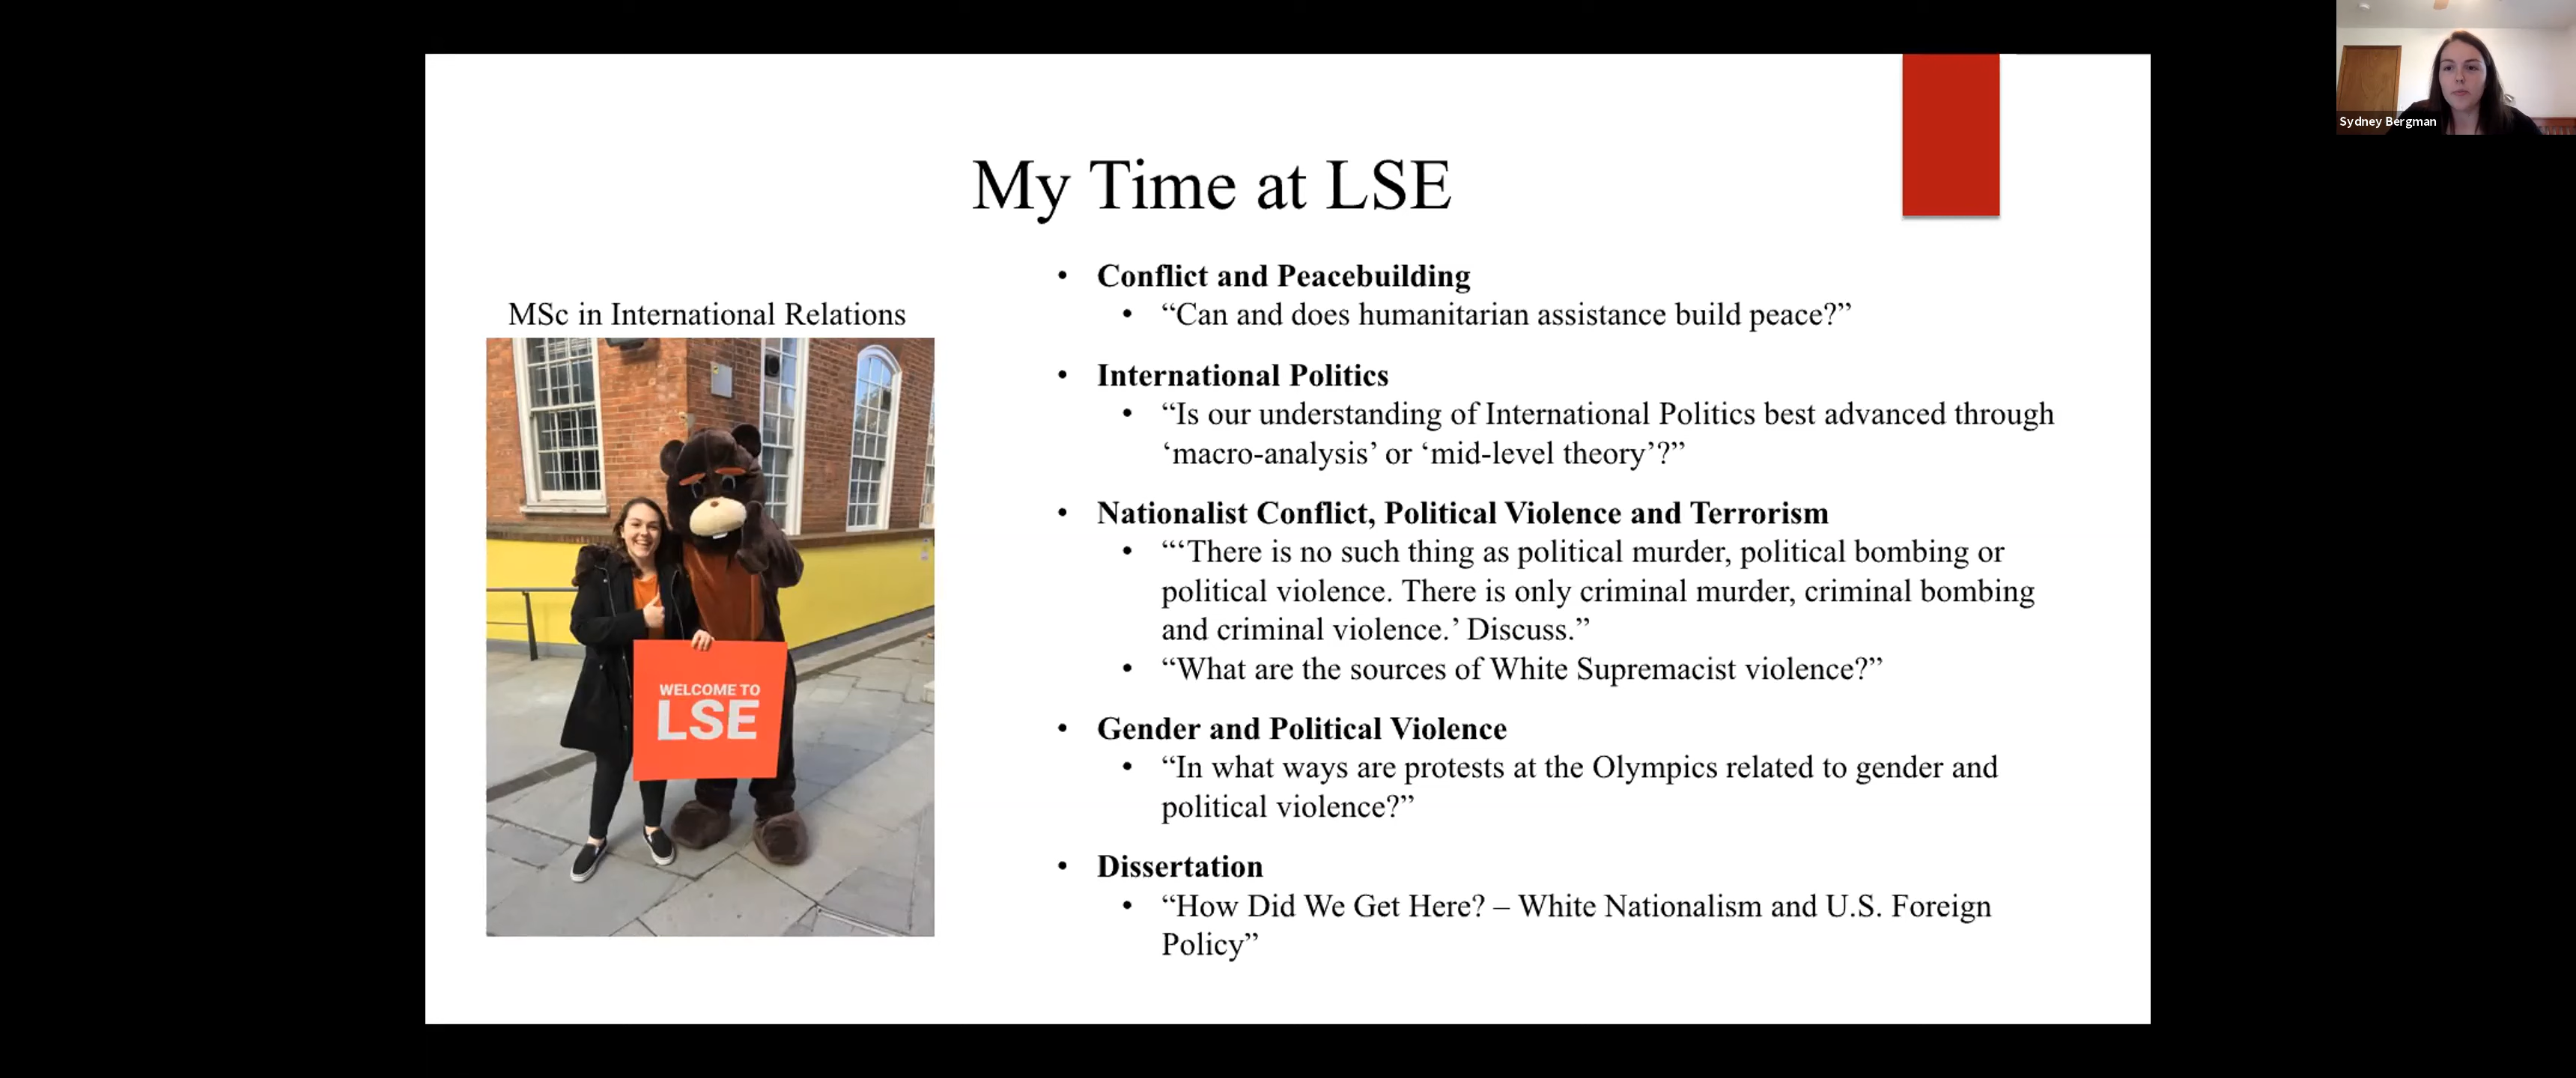 Sydney Bergman
My Time at LSE
MSc in International Relations
WELCOME TO
LSE
• Conflict and Peacebuilding
• “Can and does humanitarian assistance build peace?”
• International Politics
• “Is our understanding of International Politics best advanced through
‘macro-analysis’ or ‘mid-level theory’?”
• Nationalist Conflict, Political Violence and Terrorism
• “‘There is no such thing as political murder, political bombing or
political violence. There is only criminal murder, criminal bombing
and criminal violence.’ Discuss.”
• “What are the sources of White Supremacist violence?”
• Gender and Political Violence
• “In what ways are protests at the Olympics related to gender and
political violence?”
• Dissertation
• “How Did We Get Here? – White Nationalism and U.S. Foreign
Policy”